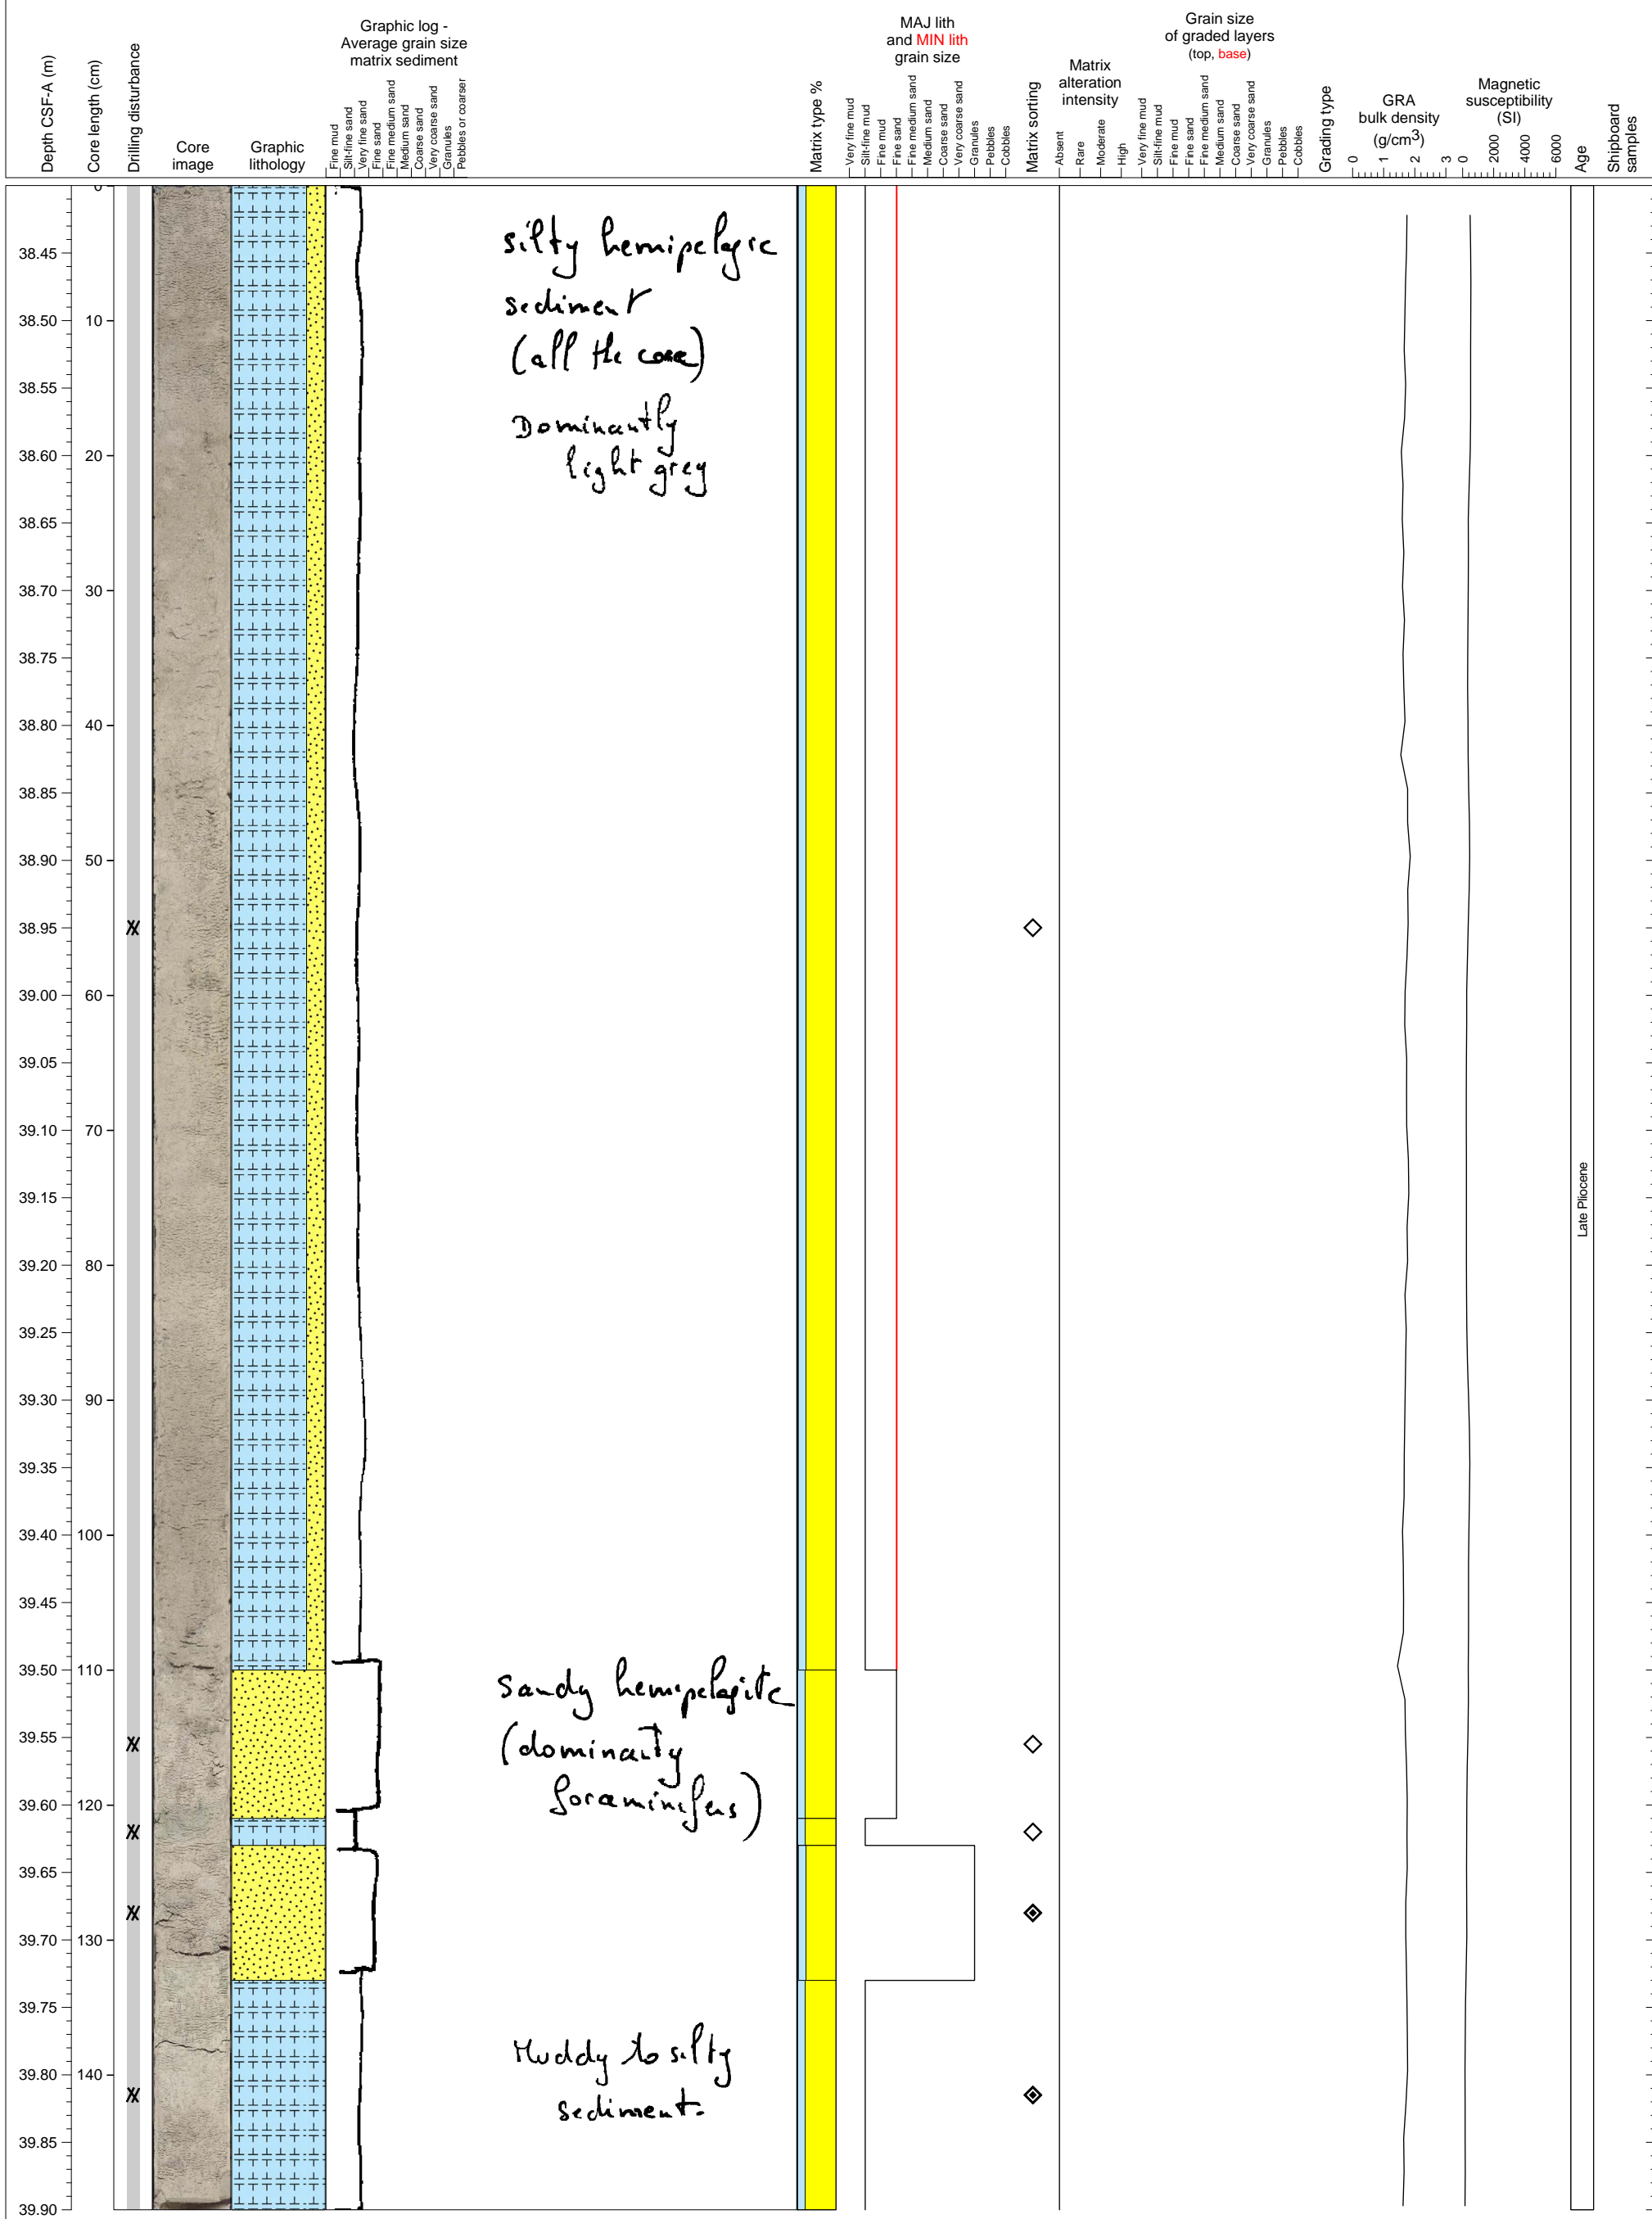 Depth CSF-A (m)
Core length (cm)
Drilling disturbance
Core
image
Graphic
lithology
Graphic log -
Average grain size
matrix sediment
Fine mud
Silt-fine sand
Very fine sand
Fine sand
Fine medium sand
Medium sand
Coarse sand
Very coarse sand
Granules
Pebbles or coarser
Matrix type %
MAJ lith
and MIN lith
grain size
Very fine mud
Silt-fine mud
Fine mud
Fine sand
Fine medium sand
Medium sand
Coarse sand
Very coarse sand
Granules
Pebbles
Cobbles
Matrix sorting
Matrix
alteration
intensity
Absent
Rare
Moderate
High
Grain size
of graded layers
(top, base)
Very fine mud
Silt-fine mud
Fine mud
Fine sand
Fine medium sand
Medium sand
Coarse sand
Very coarse sand
Granules
Pebbles
Cobbles
Grading type
GRA
bulk density
(g/cm3)
0 1 2 3
Magnetic
susceptibility
(SI)
0 2000 4000 6000
Age
Shipboard
samples
0
38.45
38.50 10
38.55
38.60 20
38.65
38.70 30
38.75
38.80 40
38.85
38.90 50
38.95
39.00 60
39.05
39.10 70
39.15
39.20 80
39.25
39.30 90
39.35
39.40 100
39.45
39.50 110
39.55
39.60 120
39.65
39.70 130
39.75
39.80 140
39.85
39.90
silty hemipelagic
sediment
(all the core)
Dominantly
light grey
Sandy hemipelagite
(dominantly
foraminifers)
Muddy to silty
sediment.
Late Pliocene